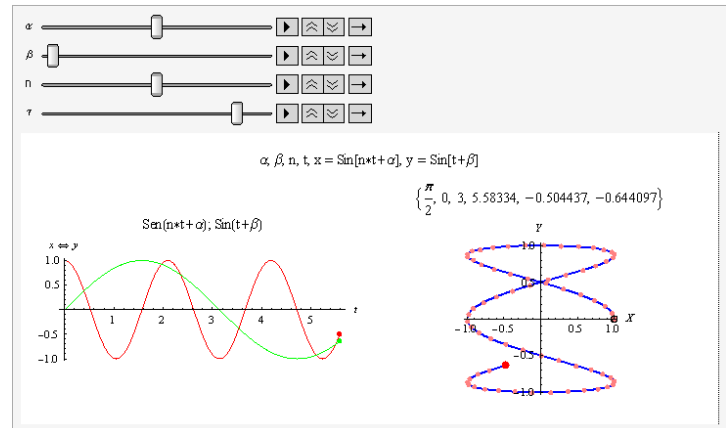 α
β
n
τ
α, β, n, t, x = Sin[n*t+α], y = Sin[t+β]
{π/2, 0, 3, 5.58334, -0.504437, -0.644097}
Sen(n*t+α); Sin(t+β)
x ⇔ y
1.0
0.5
1 2 3 4 5 t
-0.5
-1.0
Y
1.0
0.5
-1.0 -0.5 0.5 1.0 X
-0.5
-1.0